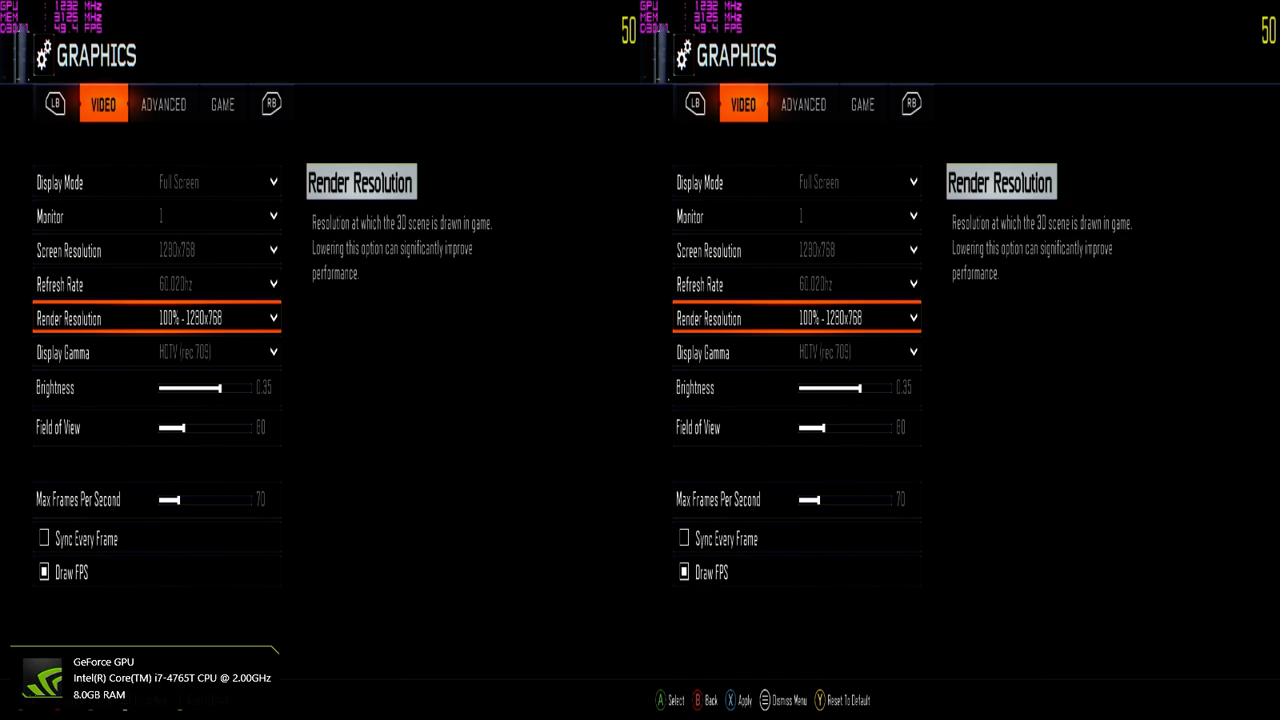 GPU : 1232 MHz
MEM : 3125 MHz
49.4 FPS
50
GRAPHICS
LB VIDEO ADVANCED GAME RB
Display Mode Full Screen
Monitor 1
Screen Resolution 1280x768
Refresh Rate 60.020hz
Render Resolution 100% - 1280x768
Display Gamma HDTV (rec 709)
Brightness 0.35
Field of View 60
Max Frames Per Second 70
Sync Every Frame
Draw FPS
Render Resolution
Resolution at which the 3D scene is drawn in game.
Lowering this option can significantly improve
performance.
GeForce GPU
Intel(R) Core(TM) i7-4765T CPU @ 2.00GHz
8.0GB RAM
GPU : 1232 MHz
MEM : 3125 MHz
49.4 FPS
50
GRAPHICS
LB VIDEO ADVANCED GAME RB
Display Mode Full Screen
Monitor 1
Screen Resolution 1280x768
Refresh Rate 60.020hz
Render Resolution 100% - 1280x768
Display Gamma HDTV (rec 709)
Brightness 0.35
Field of View 60
Max Frames Per Second 70
Sync Every Frame
Draw FPS
Render Resolution
Resolution at which the 3D scene is drawn in game.
Lowering this option can significantly improve
performance.
A Select B Back X Apply Dismiss Menu Y Reset To Default